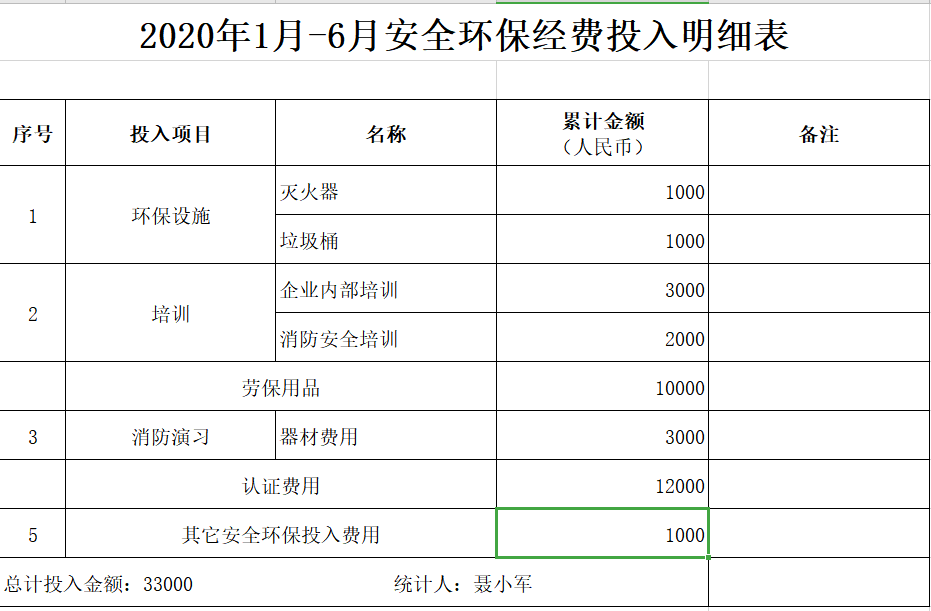 2020年1月-6月安全环保经费投入明细表
序号 投入项目 名称 累计金额 备注
（人民币）
1 环保设施 灭火器 1000
垃圾桶 1000
2 培训 企业内部培训 3000
消防安全培训 2000
劳保用品 10000
3 消防演习 器材费用 3000
认证费用 12000
5 其它安全环保投入费用 1000
总计投入金额：33000 统计人：聂小军